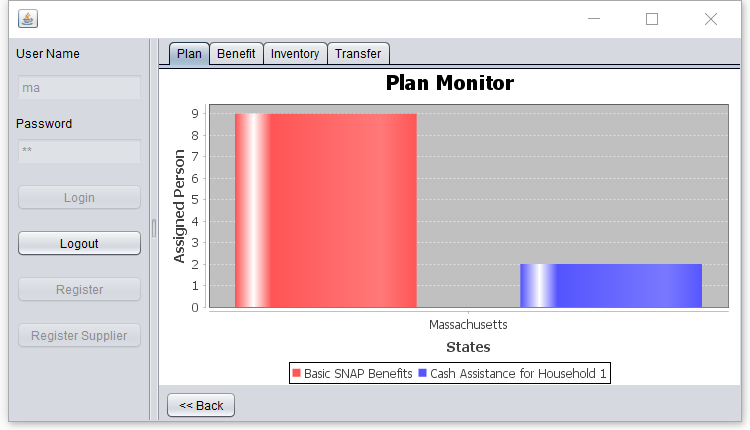 User Name
ma
Password
**
Login
Logout
Register
Register Supplier
Plan Benefit Inventory Transfer
Plan Monitor
Assigned Person
9
8
7
6
5
4
3
2
1
0
Massachusetts
States
Basic SNAP Benefits Cash Assistance for Household 1
<< Back